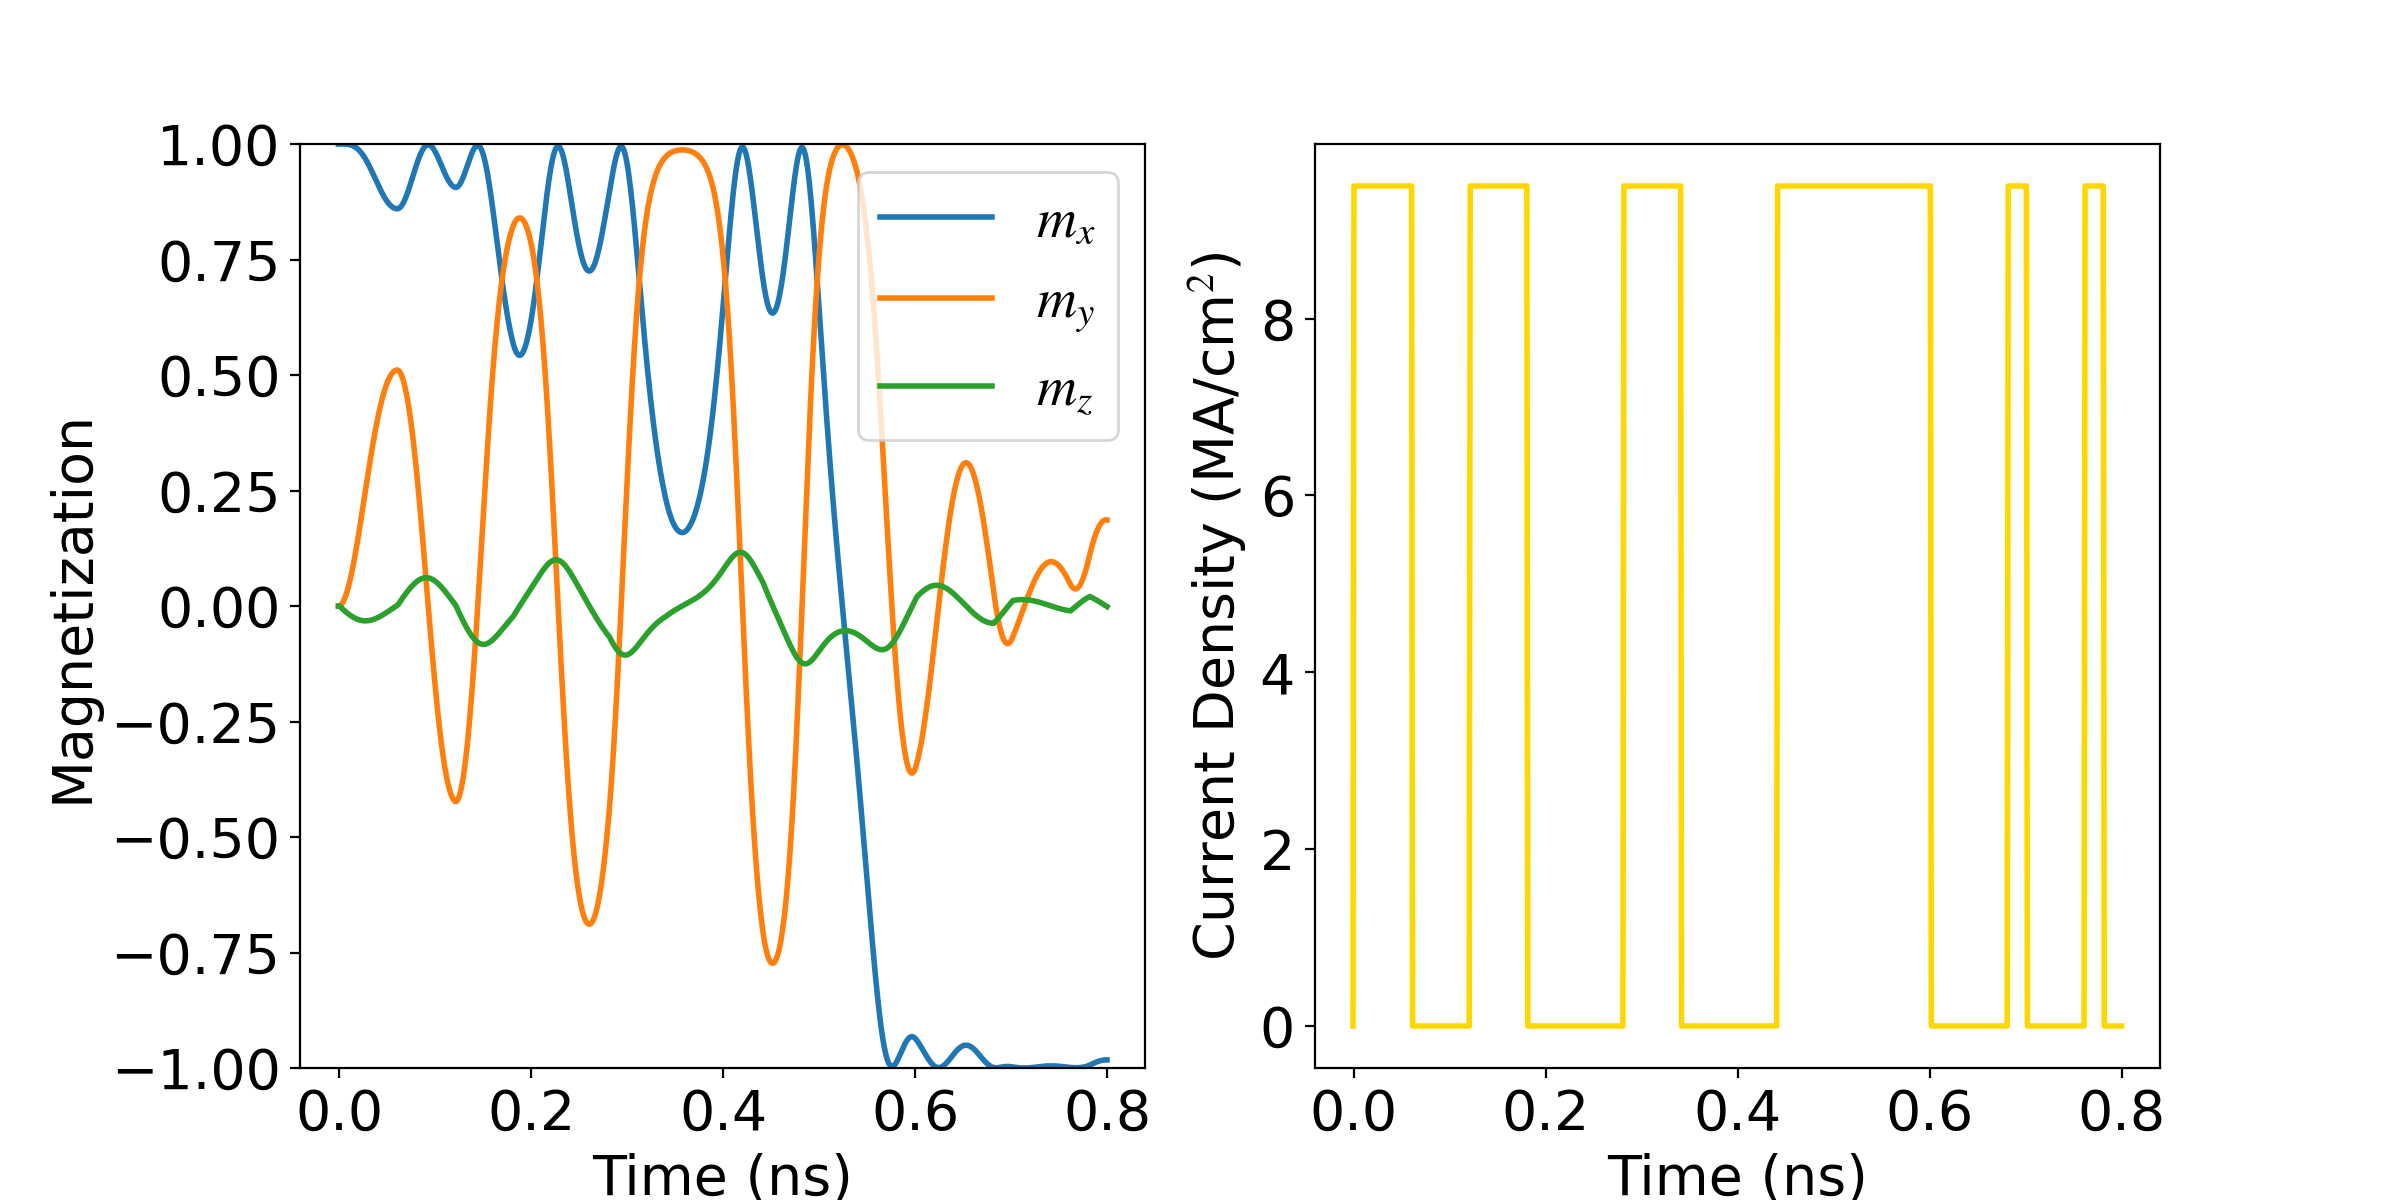 1.00
0.75
0.50
0.25
0.00
−0.25
−0.50
−0.75
−1.00
Magnetization
0.0 0.2 0.4 0.6 0.8
Time (ns)
m_x
m_y
m_z
8
6
4
2
0
Current Density (MA/cm²)
0.0 0.2 0.4 0.6 0.8
Time (ns)